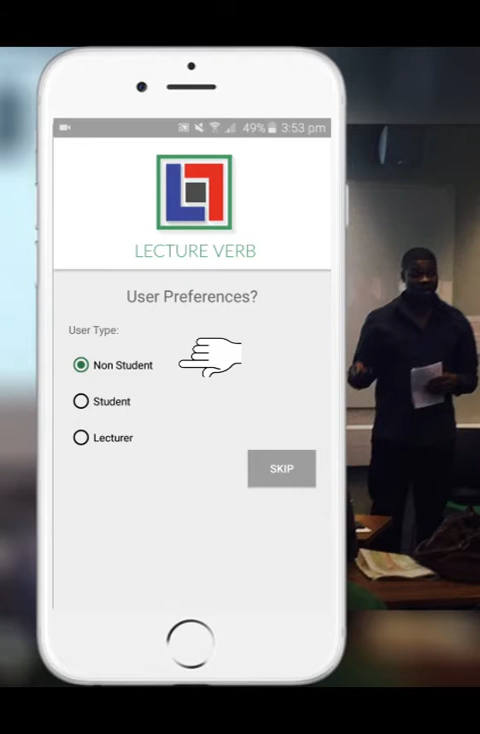 49% 3:53 pm
LECTURE VERB
User Preferences?
User Type:
Non Student
Student
Lecturer
SKIP